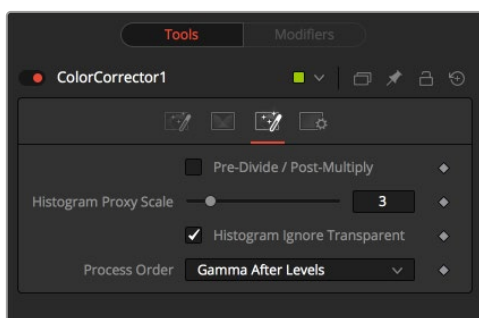 Tools
Modifiers
ColorCorrector1
Pre-Divide / Post-Multiply
Histogram Proxy Scale
3
Histogram Ignore Transparent
Process Order
Gamma After Levels